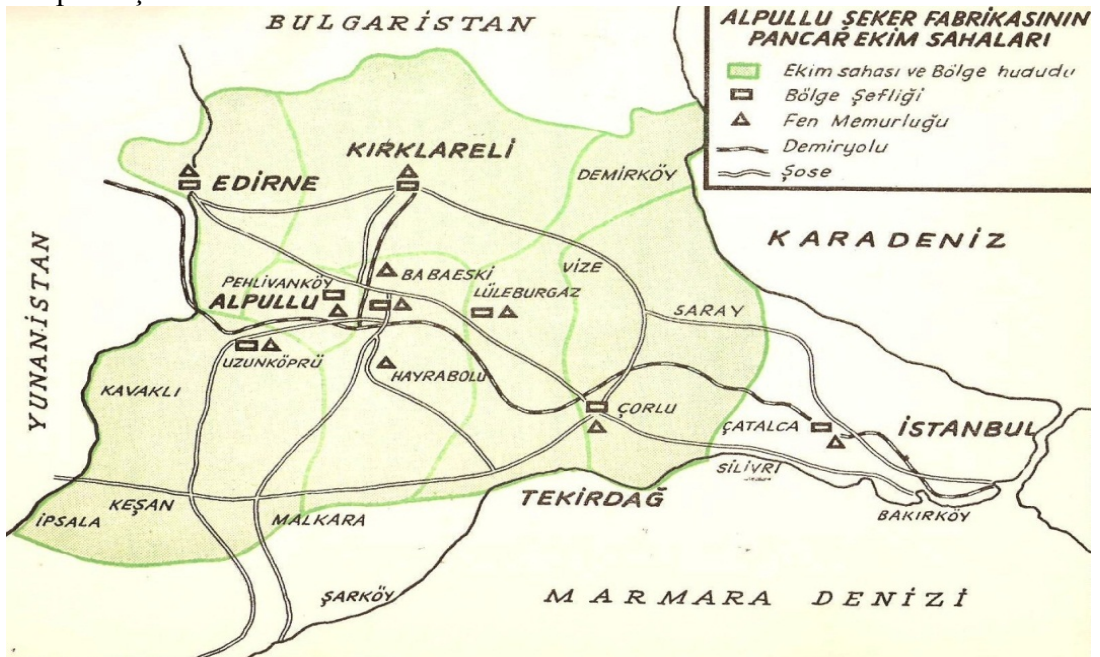 BULGARİSTAN
ALPULLU ŞEKER FABRİKASININ
PANCAR EKİM SAHALARI
Ekim sahası ve Bölge hududu
Bölge Şefliği
Fen Memurluğu
Demiryolu
Şose
KIRKLARELİ
EDİRNE
DEMİRKÖY
KARADENİZ
YUNANİSTAN
PEHLİVANKÖY
BABAESKİ
VİZE
ALPULLU
LÜLEBURGAZ
SARAY
UZUNKÖPRÜ
HAYRABOLU
KAVAKLI
ÇORLU
ÇATALCA
İSTANBUL
SİLİVRİ
TEKİRDAĞ
KEŞAN
İPSALA
MALKARA
BAKIRKÖY
ŞARKÖY
MARMARA DENİZİ